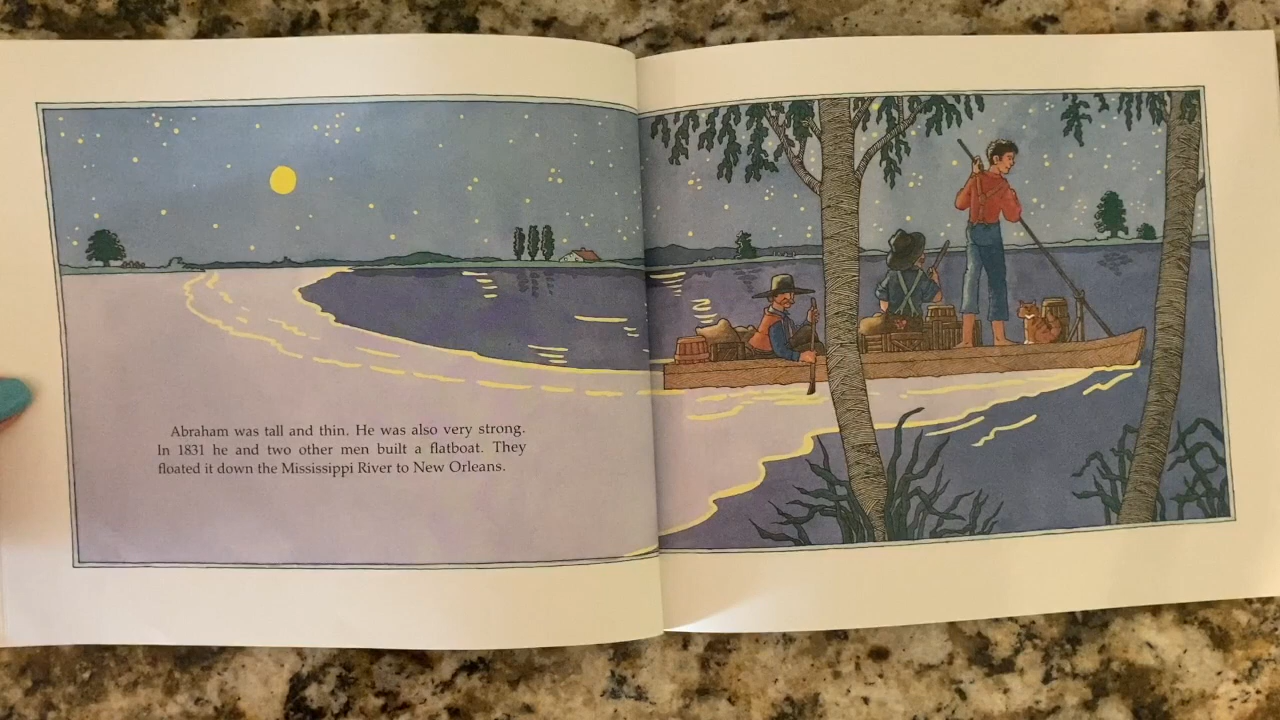 Abraham was tall and thin. He was also very strong.
In 1831 he and two other men built a flatboat. They
floated it down the Mississippi River to New Orleans.